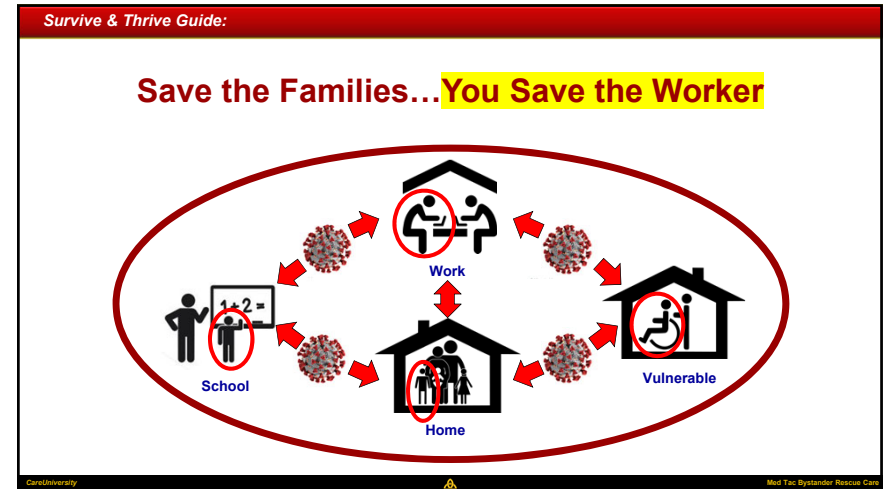 Survive & Thrive Guide:
Save the Families…You Save the Worker
Work
1+2 =
School
Vulnerable
Home
CareUniversity
Med Tac Bystander Rescue Care